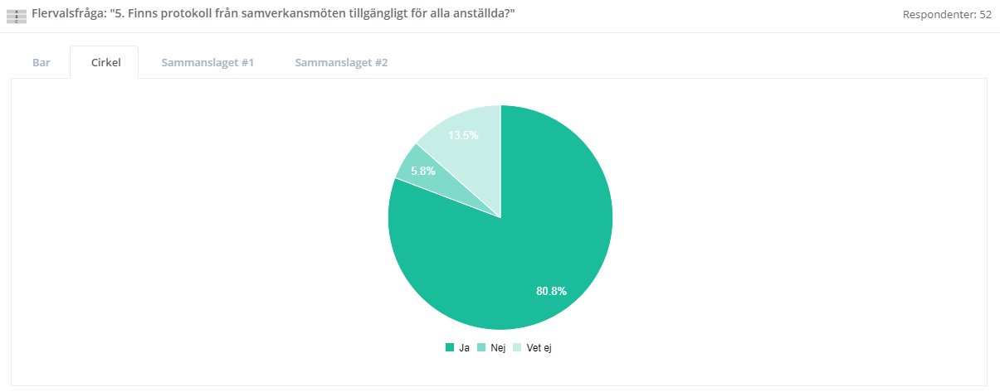 Flervalsfråga: "5. Finns protokoll från samverkansmöten tillgängligt för alla anställda?"
Respondenter: 52
Bar Cirkel Sammanslaget #1 Sammanslaget #2
13.5%
5.8%
80.8%
Ja Nej Vet ej